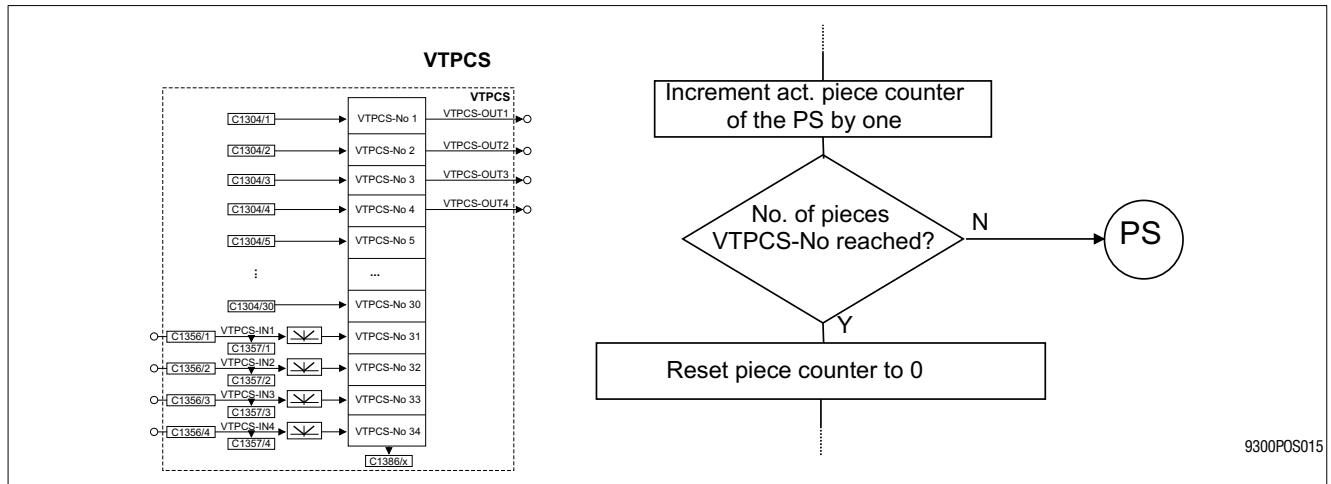 VTPCS
VTPCS
C1304/1 VTPCS-No 1 VTPCS-OUT1
C1304/2 VTPCS-No 2 VTPCS-OUT2
C1304/3 VTPCS-No 3 VTPCS-OUT3
C1304/4 VTPCS-No 4 VTPCS-OUT4
C1304/5 VTPCS-No 5
...
C1304/30 VTPCS-No 30
C1356/1 VTPCS-IN1 VTPCS-No 31
C1357/1
C1356/2 VTPCS-IN2 VTPCS-No 32
C1357/2
C1356/3 VTPCS-IN3 VTPCS-No 33
C1357/3
C1356/4 VTPCS-IN4 VTPCS-No 34
C1357/4
C1386/x
Increment act. piece counter
of the PS by one
No. of pieces
VTPCS-No reached?
N
PS
Y
Reset piece counter to 0
9300POS015